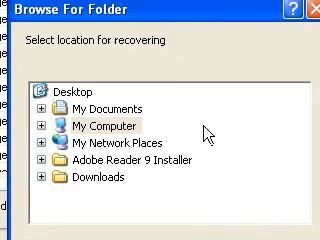 Browse For Folder
Select location for recovering
Desktop
My Documents
My Computer
My Network Places
Adobe Reader 9 Installer
Downloads